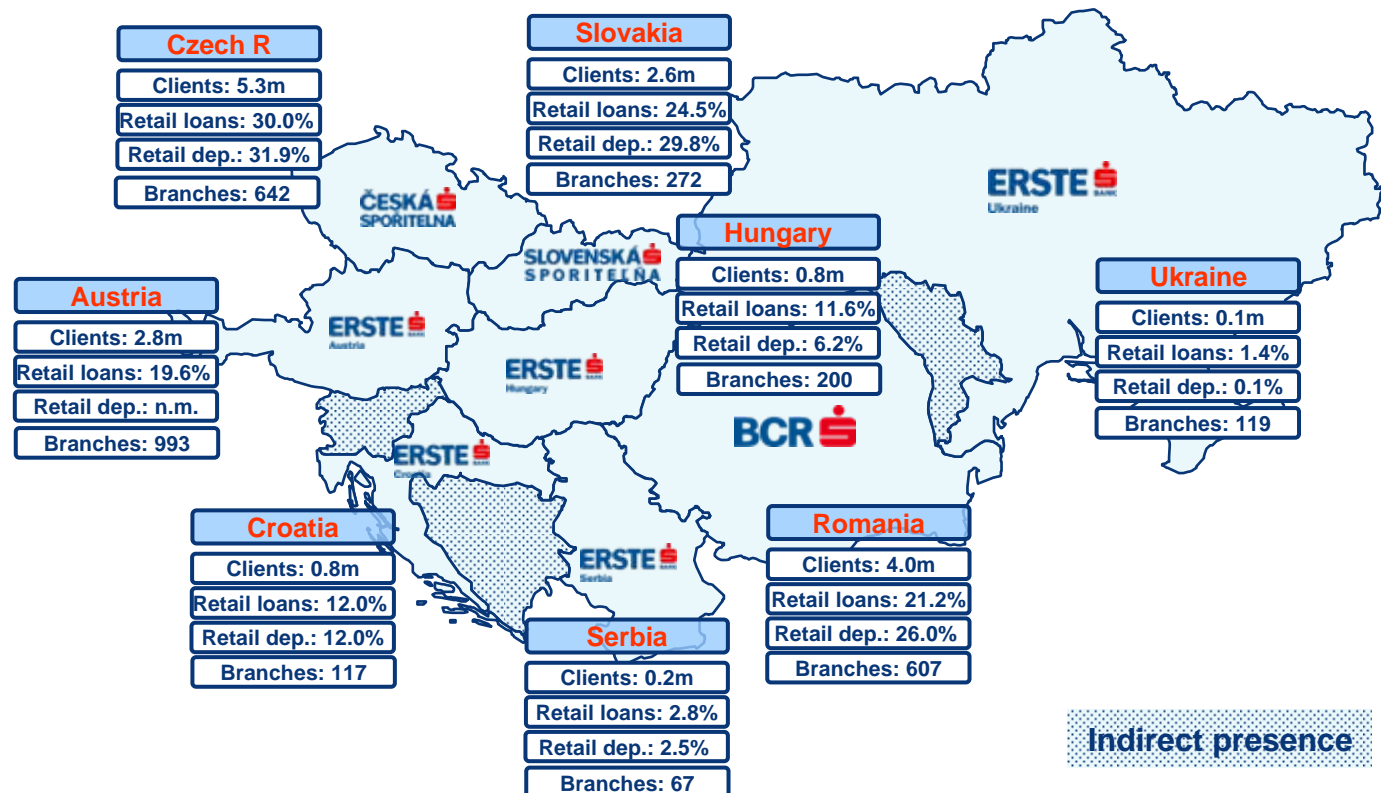 Czech R
Clients: 5.3m
Retail loans: 30.0%
Retail dep.: 31.9%
Branches: 642
Slovakia
Clients: 2.6m
Retail loans: 24.5%
Retail dep.: 29.8%
Branches: 272
ČESKÁ
SPOŘITELNA
SLOVENSKÁ
SPORITEĽŇA
ERSTE
BANK
Ukraine
Hungary
Clients: 0.8m
Retail loans: 11.6%
Retail dep.: 6.2%
Branches: 200
Ukraine
Clients: 0.1m
Retail loans: 1.4%
Retail dep.: 0.1%
Branches: 119
Austria
Clients: 2.8m
Retail loans: 19.6%
Retail dep.: n.m.
Branches: 993
ERSTE
BANK
Austria
ERSTE
BANK
Hungary
BCR
ERSTE
BANK
Croatia
Croatia
Clients: 0.8m
Retail loans: 12.0%
Retail dep.: 12.0%
Branches: 117
ERSTE
BANK
Serbia
Serbia
Clients: 0.2m
Retail loans: 2.8%
Retail dep.: 2.5%
Branches: 67
Romania
Clients: 4.0m
Retail loans: 21.2%
Retail dep.: 26.0%
Branches: 607
Indirect presence